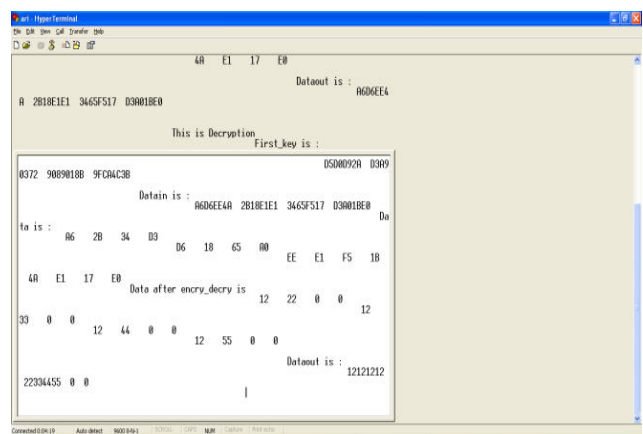 art - HyperTerminal
File Edit View Call Transfer Help
4A E1 17 E0
Dataout is :
A6D6EE4
A 2B18E1E1 3465F517 D3A01BE0
This is Decryption
First_key is :
D5D0D92A D3A9
0372 9089018B 9FCA4C3B
Datain is :
A6D6EE4A 2B18E1E1 3465F517 D3A01BE0
Da
ta is :
A6 2B 34 D3
D6 18 65 A0
EE E1 F5 1B
4A E1 17 E0
Data after encry_decry is
12 22 0 0
12
33 0 0
12 44 0 0
12 55 0 0
Dataout is :
12121212
22334455 0 0
Connected 0:04:19 Auto detect 9600 8-N-1 SCROLL CAPS NUM Capture Print echo